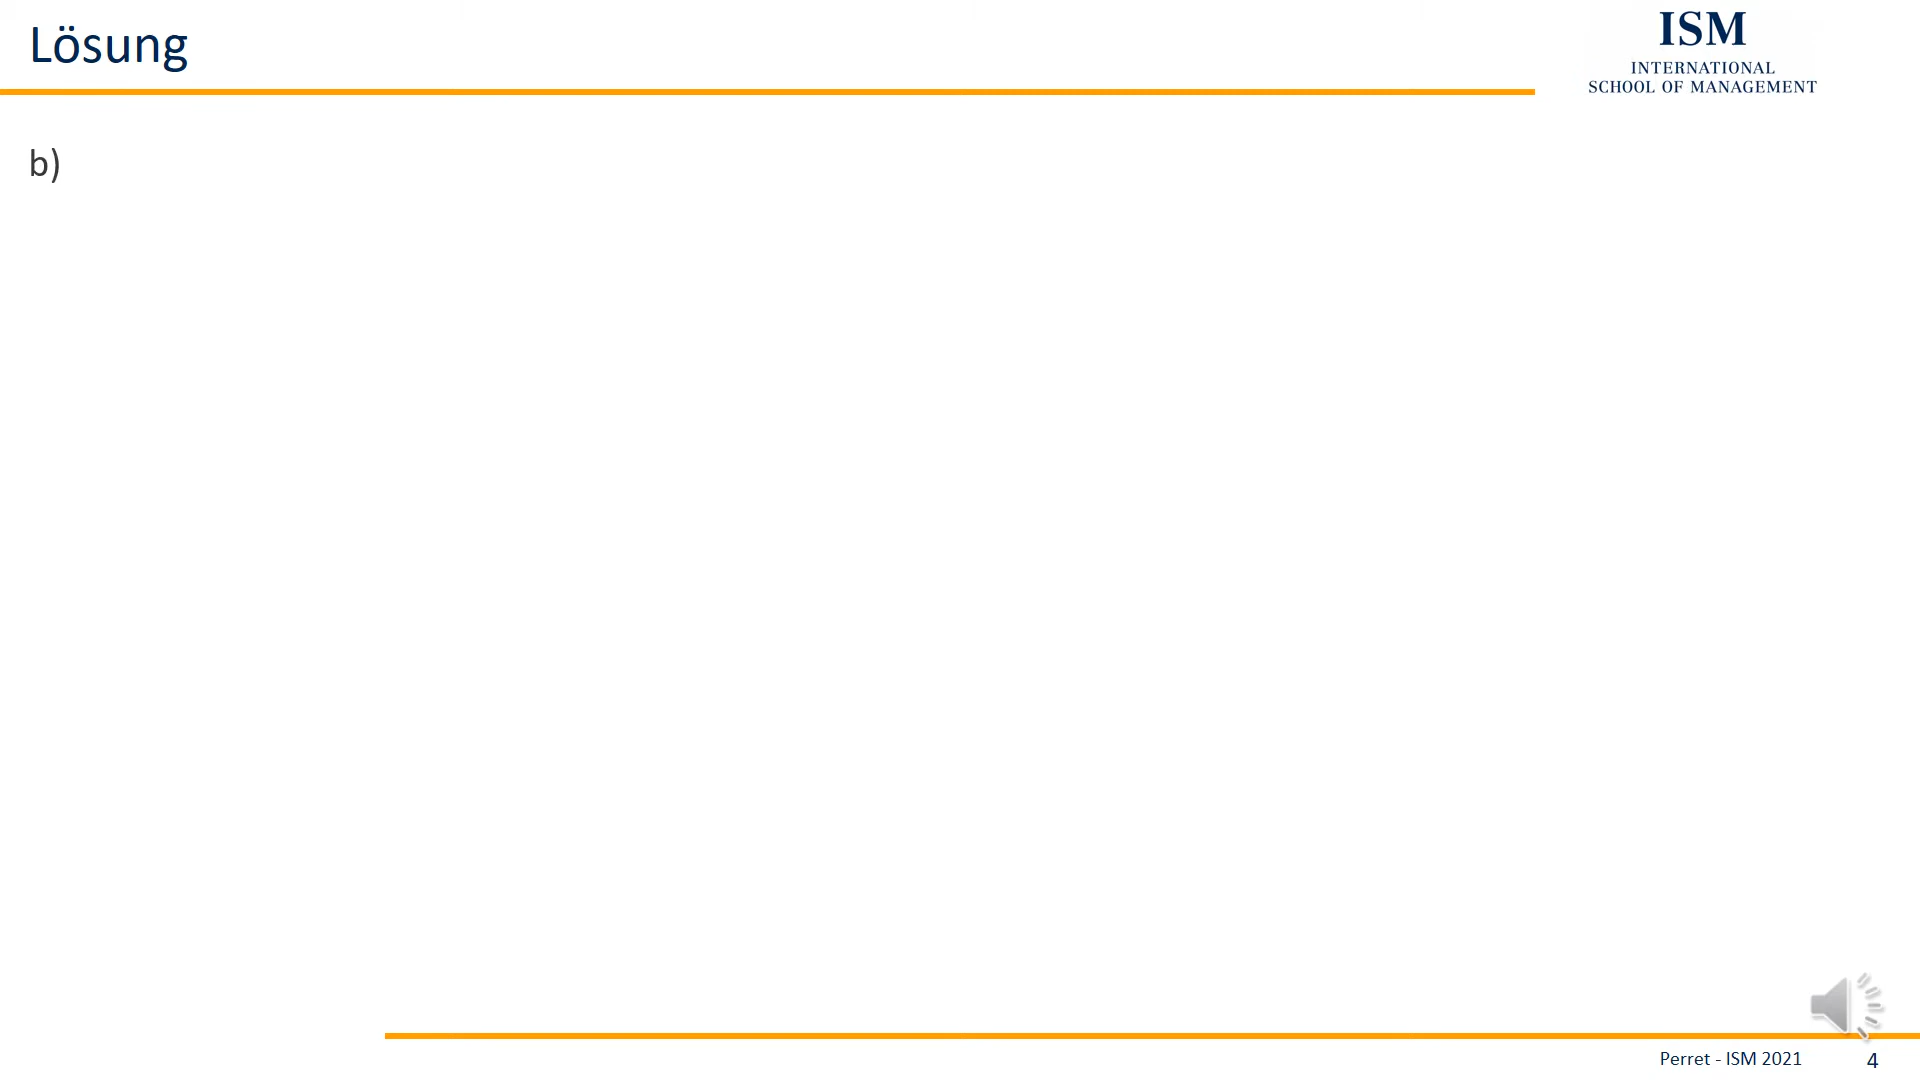 Lösung
ISM
INTERNATIONAL
SCHOOL OF MANAGEMENT
b)
Perret - ISM 2021
4